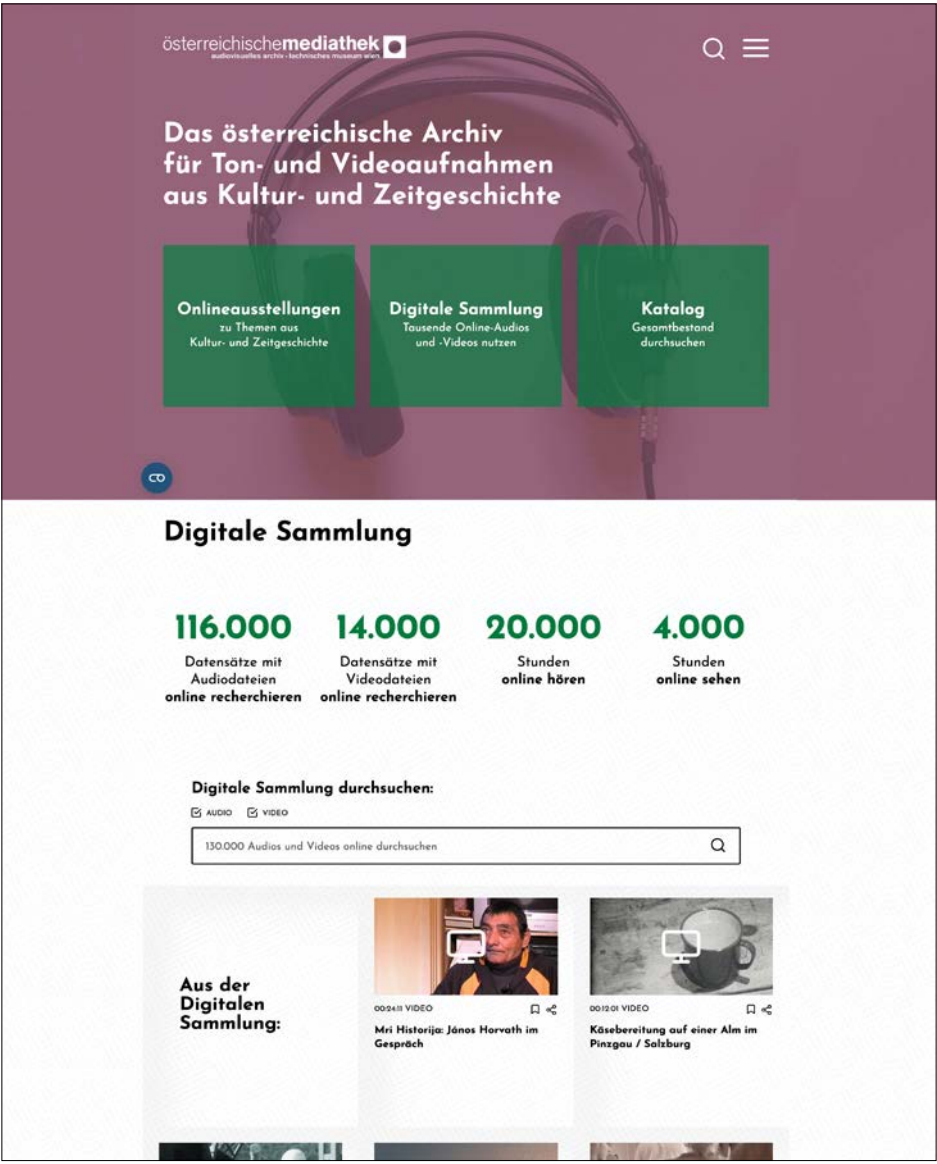 österreichischemediathek
audiovisuelles archiv - technisches museum wien
Das österreichische Archiv
für Ton- und Videoaufnahmen
aus Kultur- und Zeitgeschichte
Onlineausstellungen
zu Themen aus
Kultur- und Zeitgeschichte
Digitale Sammlung
Tausende Online-Audios
und -Videos nutzen
Katalog
Gesamtbestand
durchsuchen
Digitale Sammlung
116.000
Datensätze mit
Audiodateien
online recherchieren
14.000
Datensätze mit
Videodateien
online recherchieren
20.000
Stunden
online hören
4.000
Stunden
online sehen
Digitale Sammlung durchsuchen:
AUDIO VIDEO
130.000 Audios und Videos online durchsuchen
Aus der
Digitalen
Sammlung:
00:24:11 VIDEO
Mri Historija: János Horvath im
Gespräch
00:12:01 VIDEO
Käsebereitung auf einer Alm im
Pinzgau / Salzburg